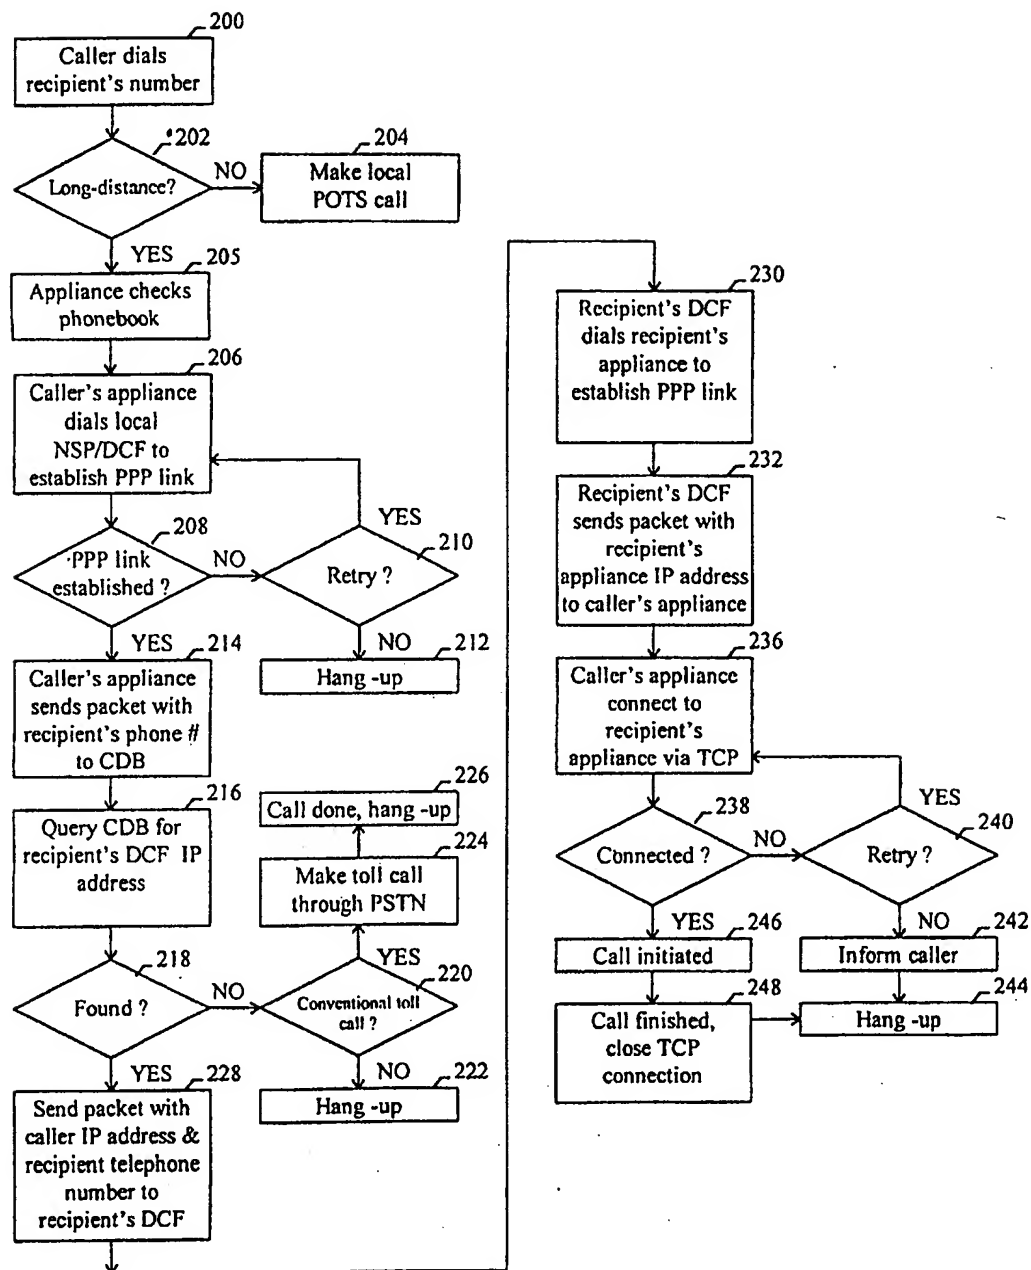 200
Caller dials
recipient's number
202
Long-distance?
NO
204
Make local
POTS call
YES
205
Appliance checks
phonebook
206
Caller's appliance
dials local
NSP/DCF to
establish PPP link
208
PPP link
established ?
NO
YES
210
Retry ?
NO
212
Hang -up
YES
214
Caller's appliance
sends packet with
recipient's phone #
to CDB
216
Query CDB for
recipient's DCF IP
address
218
Found ?
NO
220
Conventional toll
call ?
YES
224
Make toll call
through PSTN
226
Call done, hang -up
NO
222
Hang -up
YES
228
Send packet with
caller IP address &
recipient telephone
number to
recipient's DCF
230
Recipient's DCF
dials recipient's
appliance to
establish PPP link
232
Recipient's DCF
sends packet with
recipient's
appliance IP address
to caller's appliance
236
Caller's appliance
connect to
recipient's
appliance via TCP
238
Connected ?
NO
YES
240
Retry ?
YES
246
Call initiated
NO
242
Inform caller
248
Call finished,
close TCP
connection
244
Hang -up